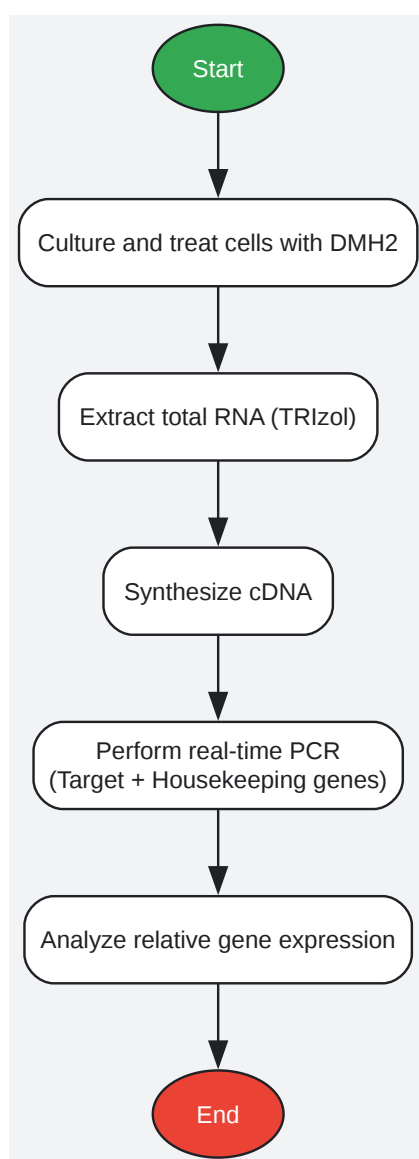 Start
Culture and treat cells with DMH2
Extract total RNA (TRIzol)
Synthesize cDNA
Perform real-time PCR
(Target + Housekeeping genes)
Analyze relative gene expression
End